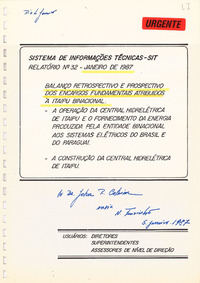 URGENTE
SISTEMA DE INFORMAÇÕES TÉCNICAS-SIT
RELATÓRIO Nº 32 - JANEIRO DE 1987
BALANÇO RETROSPECTIVO E PROSPECTIVO
DOS ENCARGOS FUNDAMENTAIS ATRIBUÍDOS
À ITAIPU BINACIONAL
- A OPERAÇÃO DA CENTRAL HIDRELÉTRICA
DE ITAIPU E O FORNECIMENTO DA ENERGIA
PRODUZIDA PELA ENTIDADE BINACIONAL
AOS SISTEMAS ELÉTRICOS DO BRASIL E
DO PARAGUAI.
- A CONSTRUÇÃO DA CENTRAL HIDRELÉTRICA
DE ITAIPU.
USUÁRIOS: DIRETORES
SUPERINTENDENTES
ASSESSORES DE NÍVEL DE DIREÇÃO